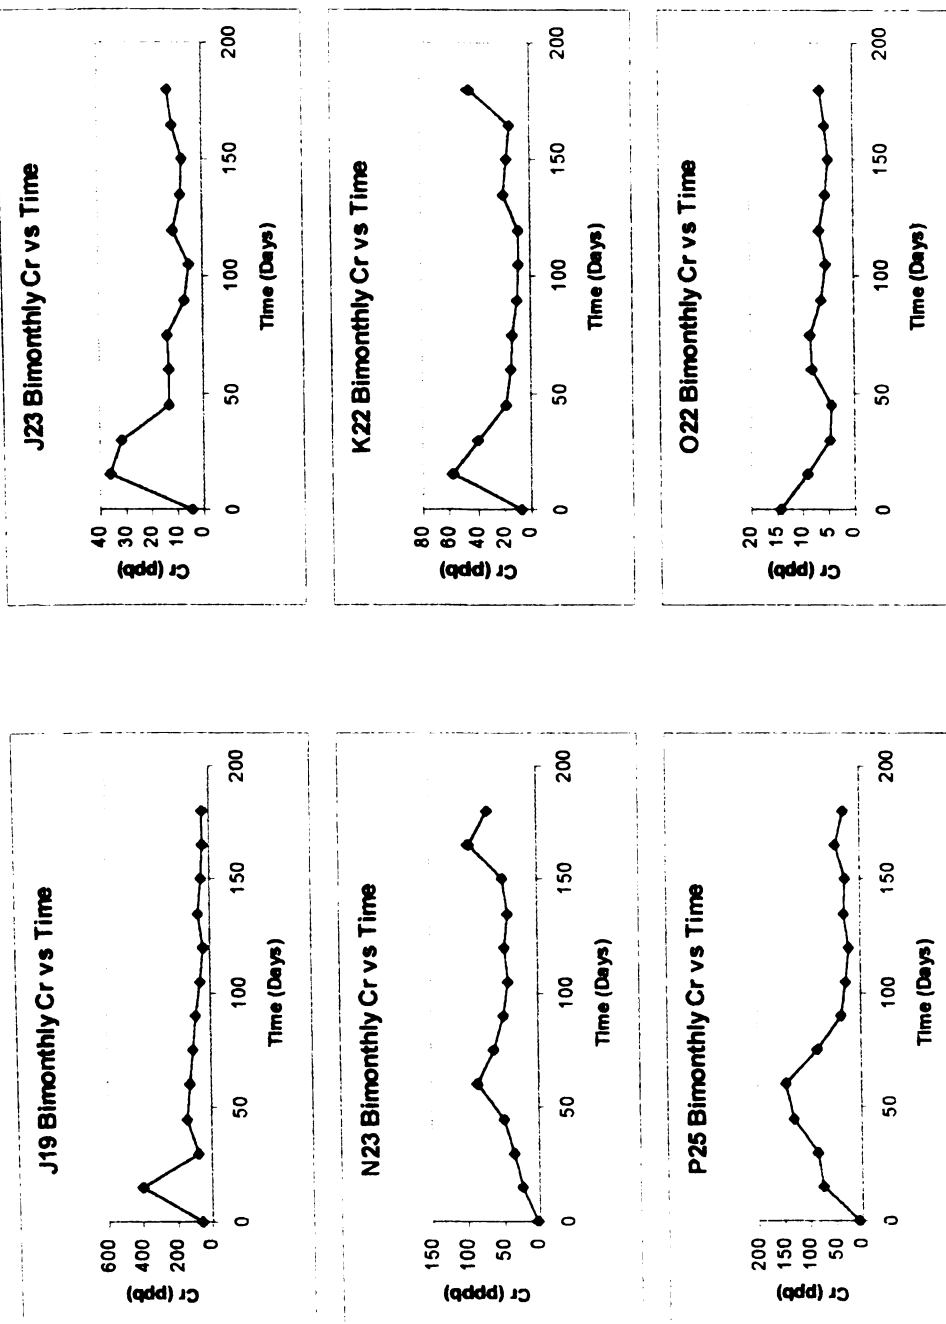 J19 Bimonthly Cr vs Time
Cr (ppb)
600
400
200
0
0 50 100 150 200
Time (Days)
J23 Bimonthly Cr vs Time
Cr (ppb)
40
30
20
10
0
0 50 100 150 200
Time (Days)
N23 Bimonthly Cr vs Time
Cr (pppb)
150
100
50
0
0 50 100 150 200
Time (Days)
K22 Bimonthly Cr vs Time
Cr (ppb)
80
60
40
20
0
0 50 100 150 200
Time (Days)
P25 Bimonthly Cr vs Time
Cr (ppb)
200
150
100
50
0
0 50 100 150 200
Time (Days)
O22 Bimonthly Cr vs Time
Cr (ppb)
20
15
10
5
0
0 50 100 150 200
Time (Days)